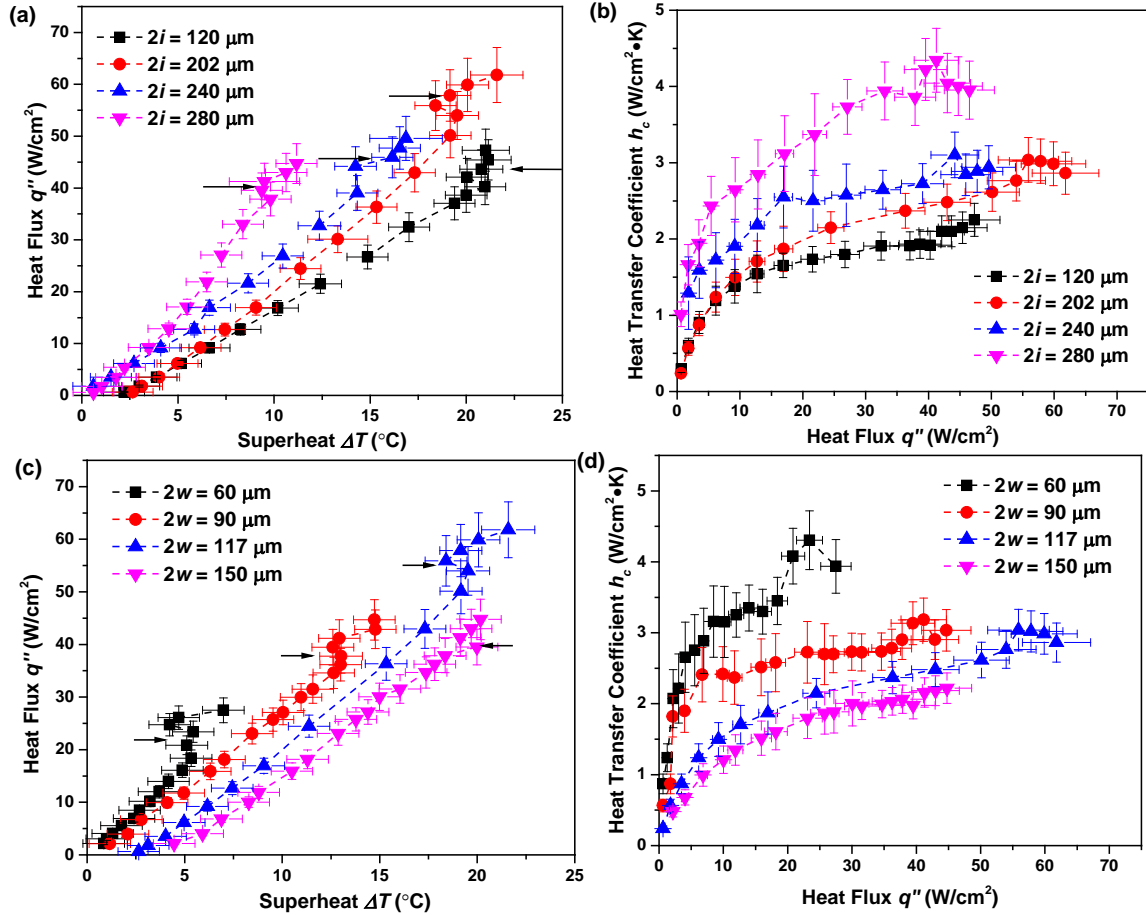 (a)
Heat Flux q″ (W/cm²)
70
60
50
40
30
20
10
0
2i = 120 μm
2i = 202 μm
2i = 240 μm
2i = 280 μm
5
10
15
20
25
Superheat ΔT (°C)
(b)
Heat Transfer Coefficient h_c (W/cm²•K)
5
4
3
2
1
0
2i = 120 μm
2i = 202 μm
2i = 240 μm
2i = 280 μm
0
10
20
30
40
50
60
70
Heat Flux q″ (W/cm²)
(c)
Heat Flux q″ (W/cm²)
70
60
50
40
30
20
10
0
2w = 60 μm
2w = 90 μm
2w = 117 μm
2w = 150 μm
0
5
10
15
20
25
Superheat ΔT (°C)
(d)
Heat Transfer Coefficient h_c (W/cm²•K)
5
4
3
2
1
0
2w = 60 μm
2w = 90 μm
2w = 117 μm
2w = 150 μm
0
10
20
30
40
50
60
70
Heat Flux q″ (W/cm²)